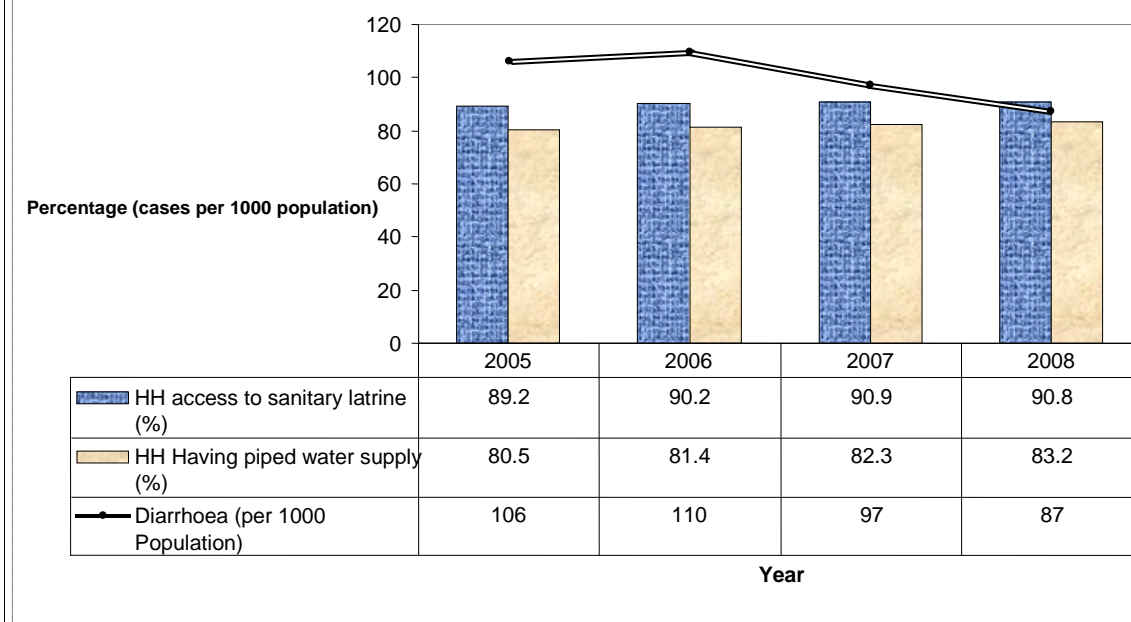 120
100
80
60
40
20
0
Percentage (cases per 1000 population)
2005 2006 2007 2008
HH access to sanitary latrine (%) 89.2 90.2 90.9 90.8
HH Having piped water supply (%) 80.5 81.4 82.3 83.2
Diarrhoea (per 1000 Population) 106 110 97 87
Year